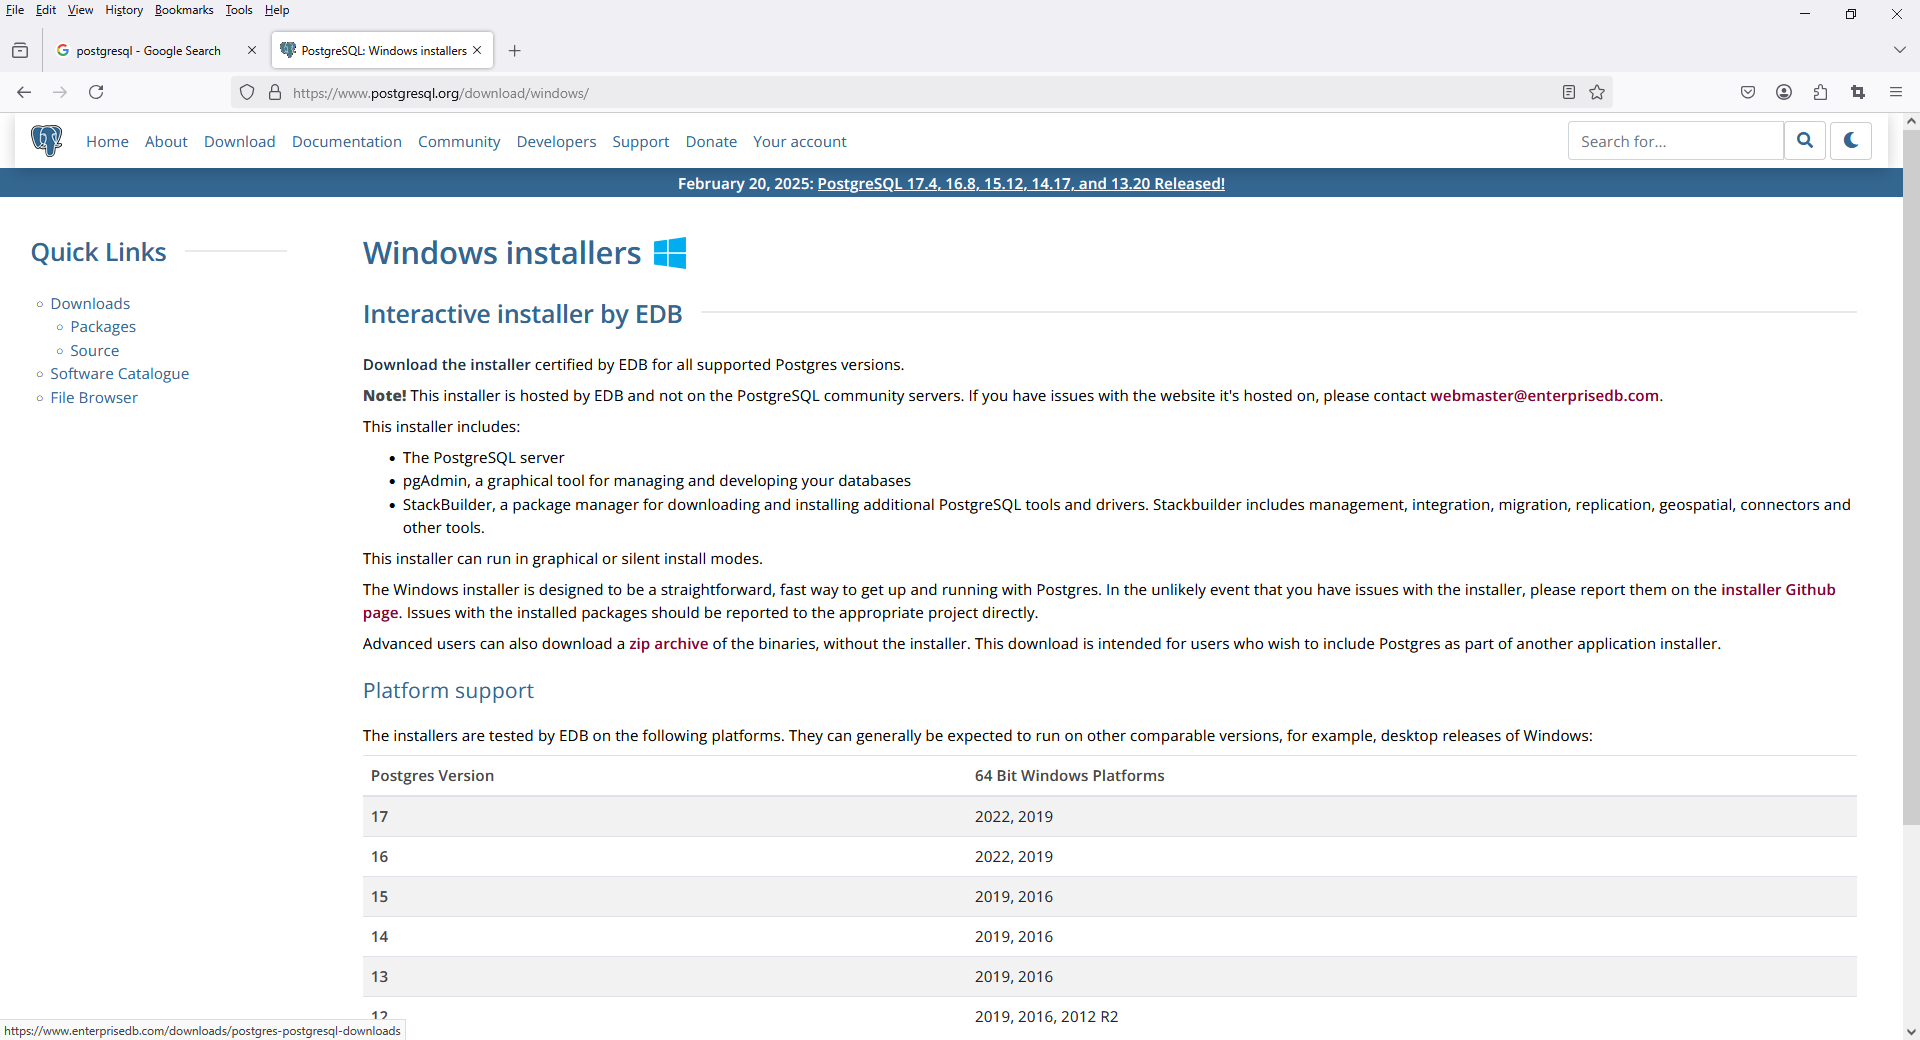 File Edit View History Bookmarks Tools Help
postgresql - Google Search
PostgreSQL: Windows installers
https://www.postgresql.org/download/windows/
Home About Download Documentation Community Developers Support Donate Your account
Search for...
February 20, 2025: PostgreSQL 17.4, 16.8, 15.12, 14.17, and 13.20 Released!
Quick Links
Downloads
Packages
Source
Software Catalogue
File Browser
Windows installers
Interactive installer by EDB
Download the installer certified by EDB for all supported Postgres versions.
Note! This installer is hosted by EDB and not on the PostgreSQL community servers. If you have issues with the website it's hosted on, please contact webmaster@enterprisedb.com.
This installer includes:
The PostgreSQL server
pgAdmin, a graphical tool for managing and developing your databases
StackBuilder, a package manager for downloading and installing additional PostgreSQL tools and drivers. Stackbuilder includes management, integration, migration, replication, geospatial, connectors and
other tools.
This installer can run in graphical or silent install modes.
The Windows installer is designed to be a straightforward, fast way to get up and running with Postgres. In the unlikely event that you have issues with the installer, please report them on the installer Github
page. Issues with the installed packages should be reported to the appropriate project directly.
Advanced users can also download a zip archive of the binaries, without the installer. This download is intended for users who wish to include Postgres as part of another application installer.
Platform support
The installers are tested by EDB on the following platforms. They can generally be expected to run on other comparable versions, for example, desktop releases of Windows:
Postgres Version 64 Bit Windows Platforms
17 2022, 2019
16 2022, 2019
15 2019, 2016
14 2019, 2016
13 2019, 2016
12 2019, 2016, 2012 R2
https://www.enterprisedb.com/downloads/postgres-postgresql-downloads